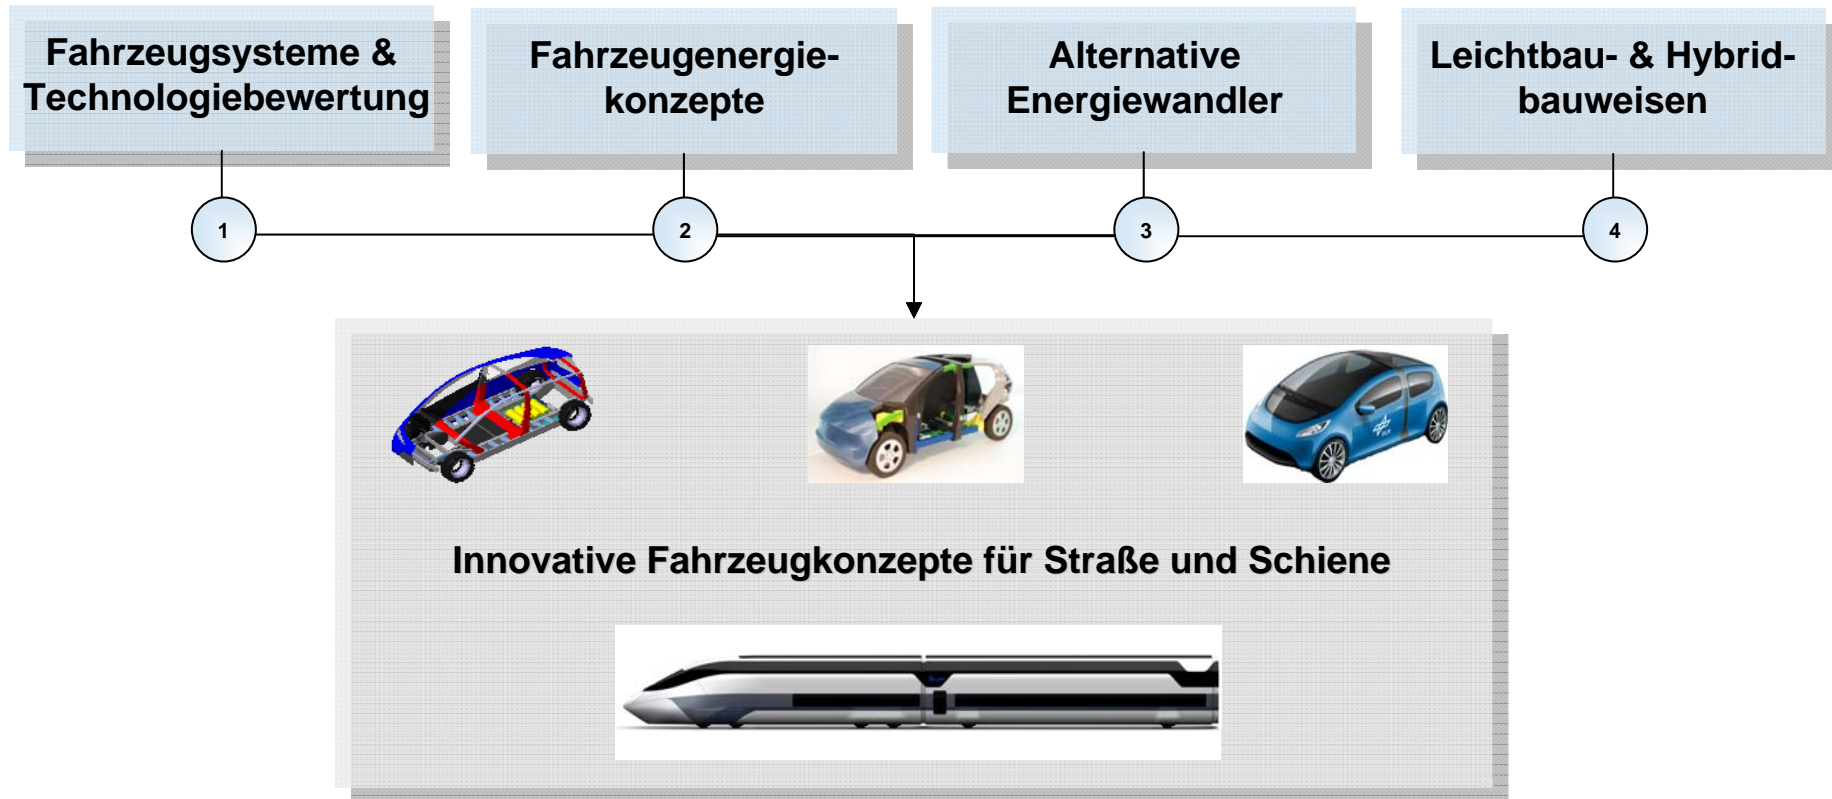 Fahrzeugsysteme &
Technologiebewertung
Fahrzeugenergie-
konzepte
Alternative
Energiewandler
Leichtbau- & Hybrid-
bauweisen
1
2
3
4
DLR
Innovative Fahrzeugkonzepte für Straße und Schiene